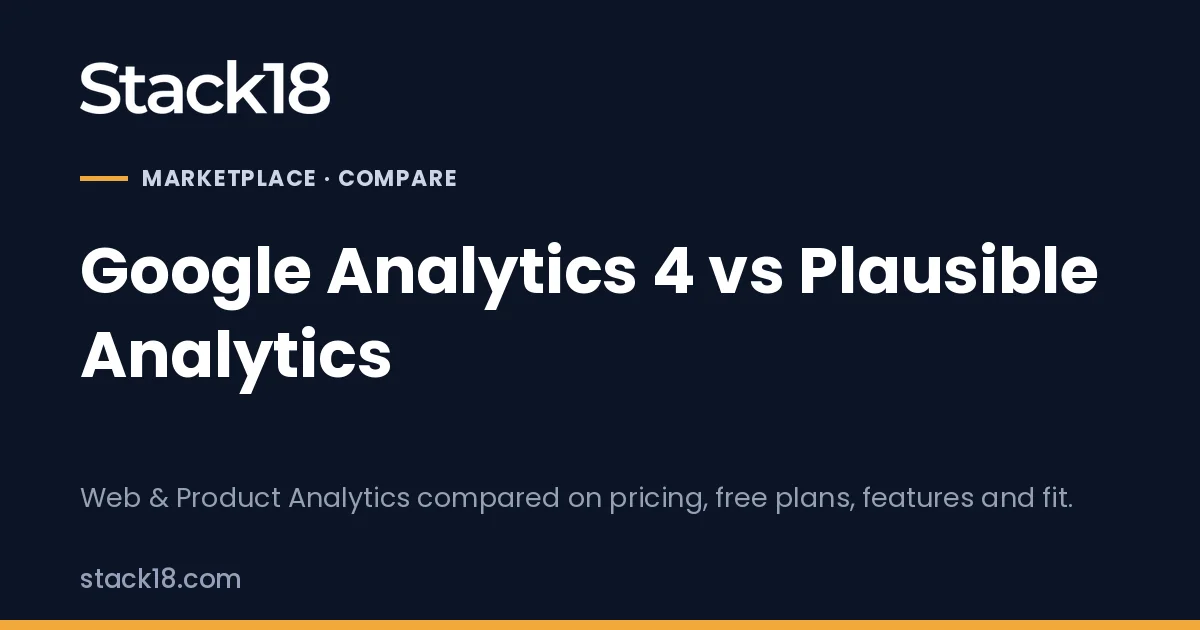 Stack18
MARKETPLACE · COMPARE
Google Analytics 4 vs Plausible
Analytics
Web & Product Analytics compared on pricing, free plans, features and fit.
stack18.com